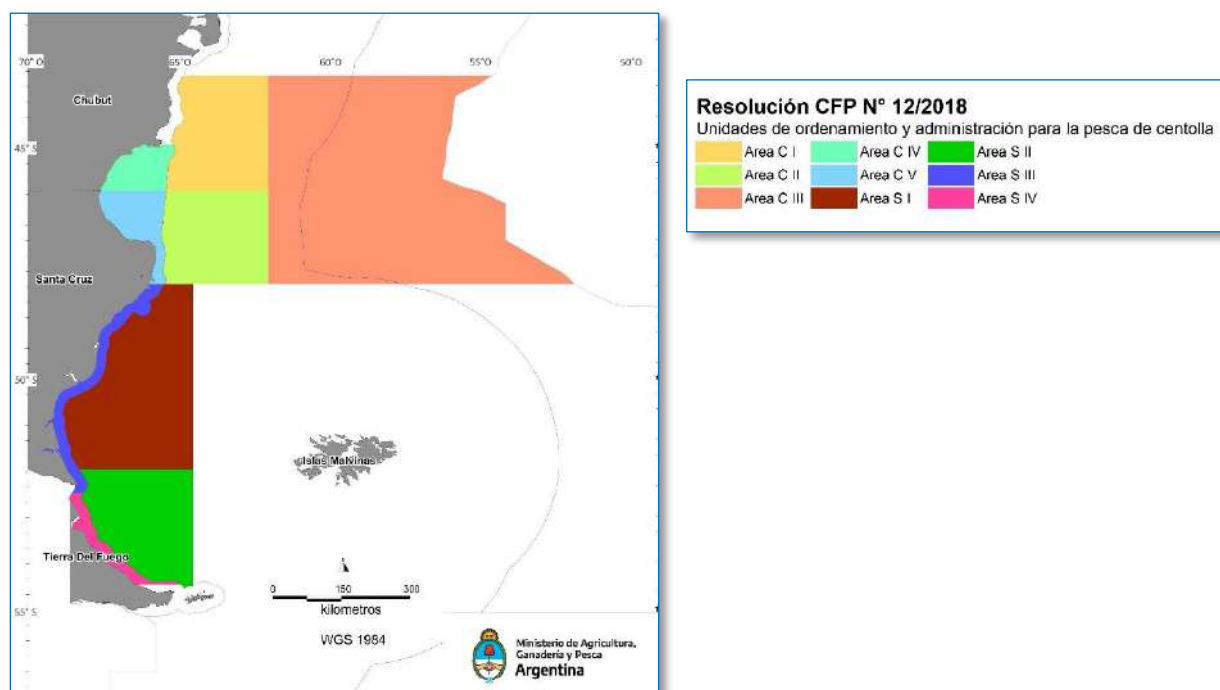 70° O
65°O
60°O
55°O
50°O
Chubut
45° S
Santa Cruz
50° S
Islas Malvinas
Tierra Del Fuego
0 150 300
kilometros
55° S
WGS 1984
Ministerio de Agricultura,
Ganadería y Pesca
Argentina
Resolución CFP N° 12/2018
Unidades de ordenamiento y administración para la pesca de centolla
Area C I
Area C IV
Area S II
Area C II
Area C V
Area S III
Area C III
Area S I
Area S IV